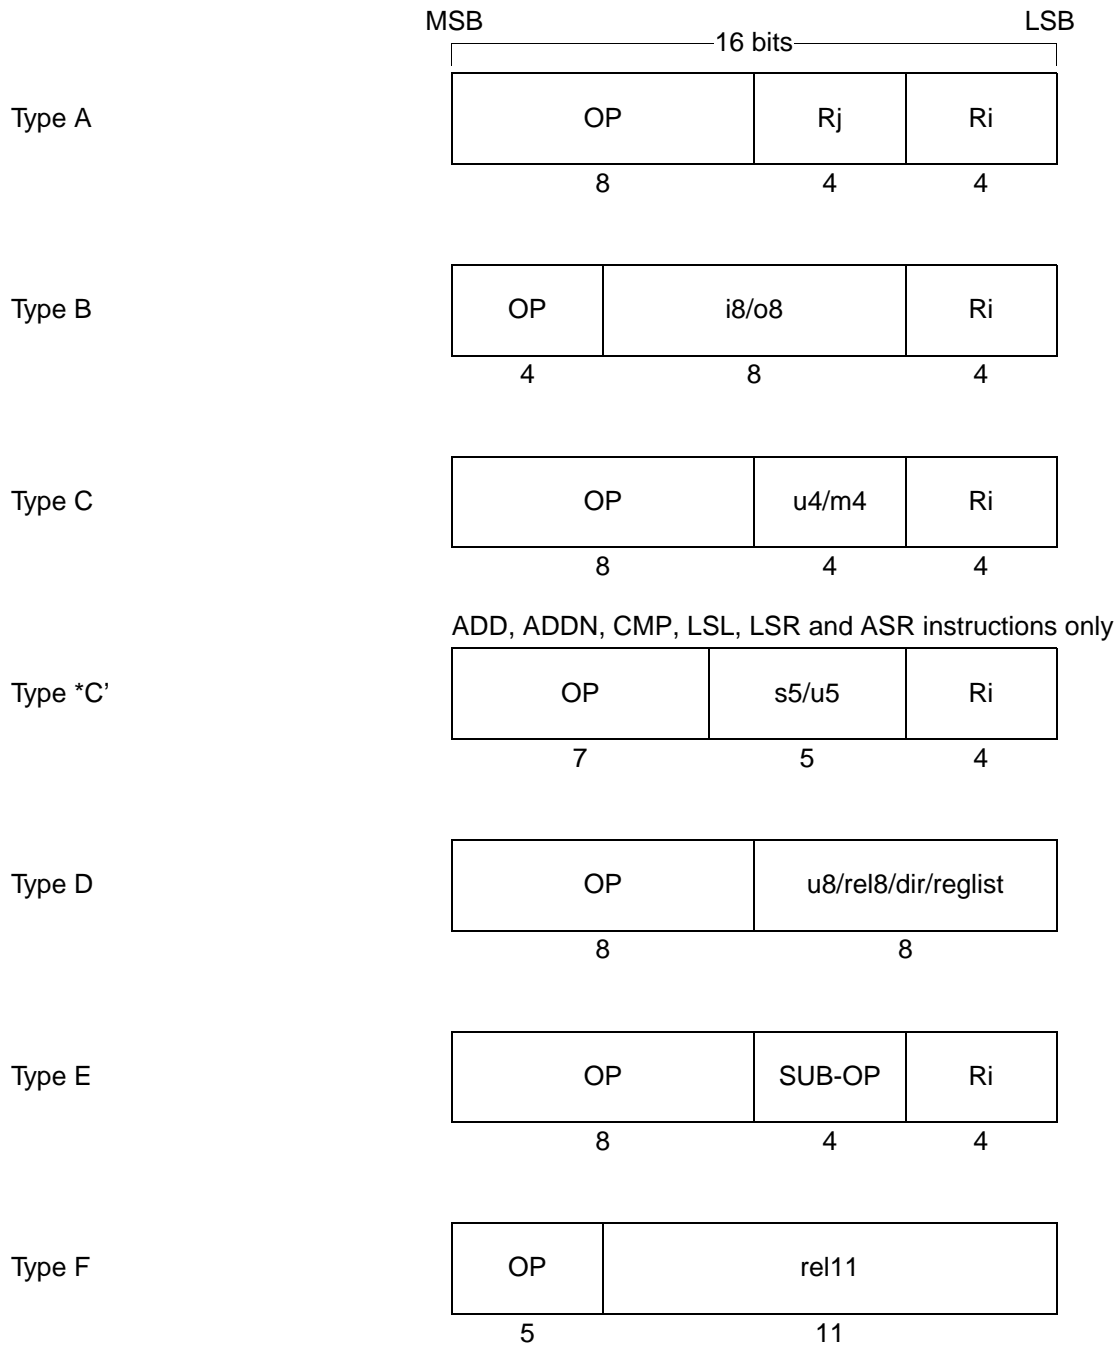 MSB LSB
16 bits
Type A OP Rj Ri
8 4 4
Type B OP i8/o8 Ri
4 8 4
Type C OP u4/m4 Ri
8 4 4
ADD, ADDN, CMP, LSL, LSR and ASR instructions only
Type *C’ OP s5/u5 Ri
7 5 4
Type D OP u8/rel8/dir/reglist
8 8
Type E OP SUB-OP Ri
8 4 4
Type F OP rel11
5 11